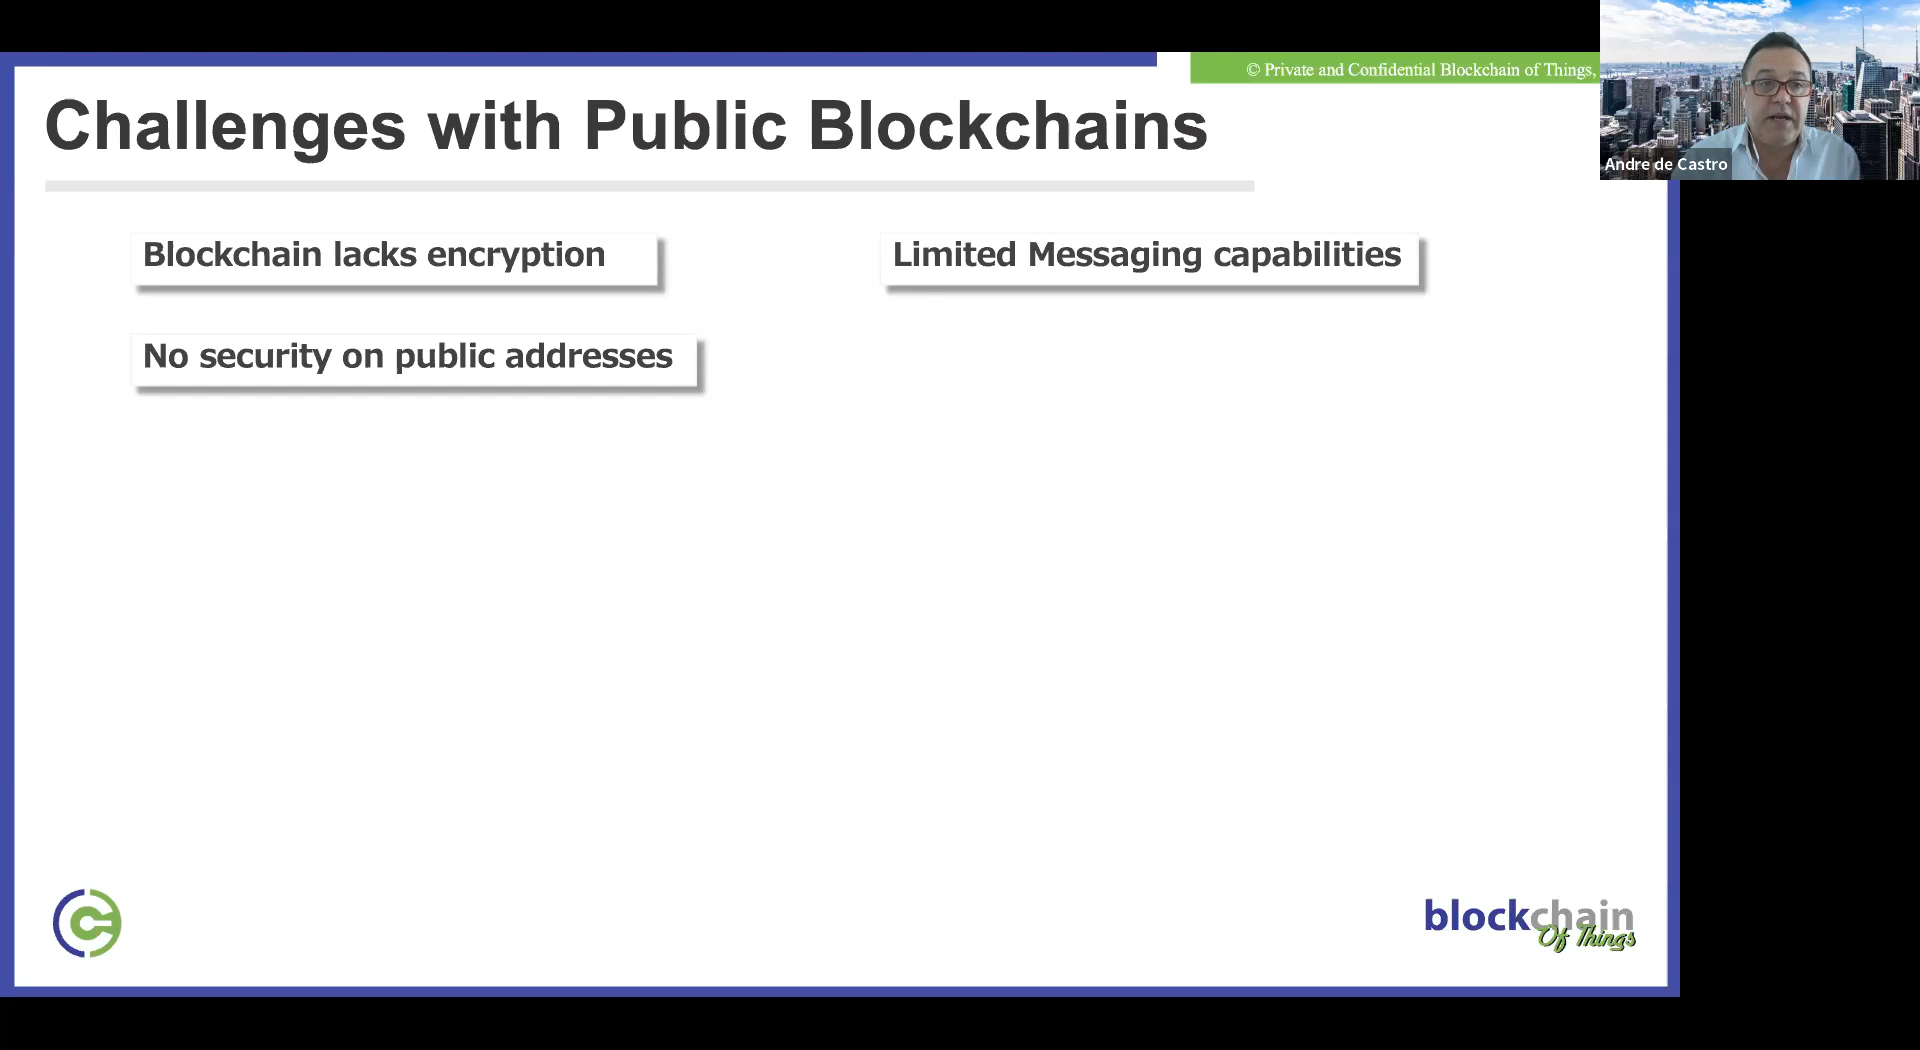 © Private and Confidential Blockchain of Things,
Challenges with Public Blockchains
Andre de Castro
Blockchain lacks encryption
Limited Messaging capabilities
No security on public addresses
blockchain
Of Things